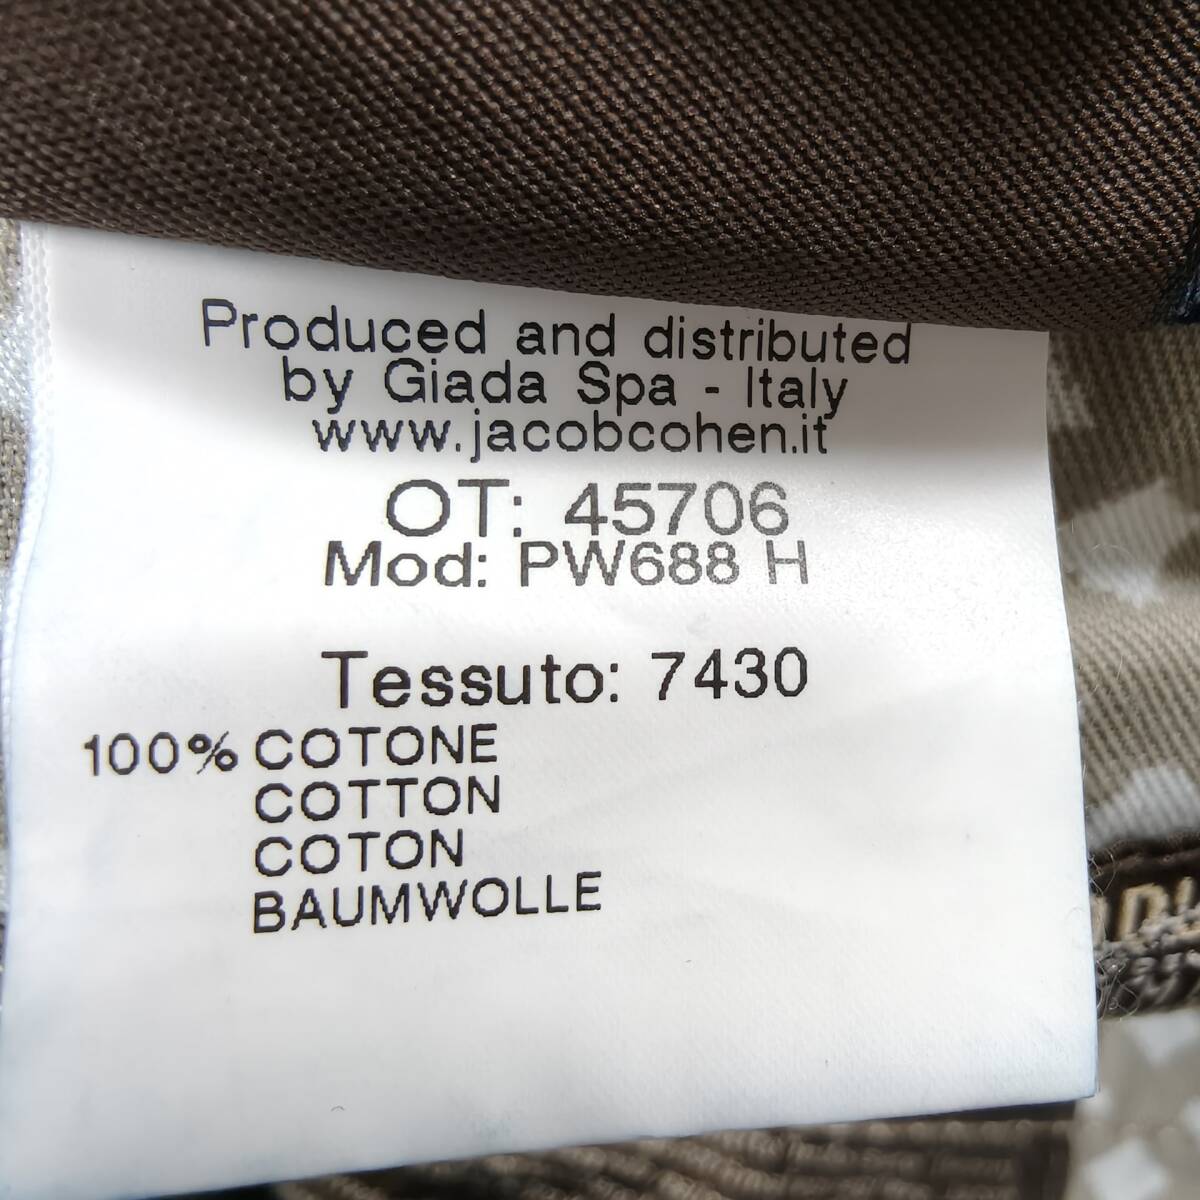 Produced and distributed
by Giada Spa - Italy
www.jacobcohen.it
OT: 45706
Mod: PW688 H
Tessuto: 7430
100% COTONE
COTTON
COTON
BAUMWOLLE